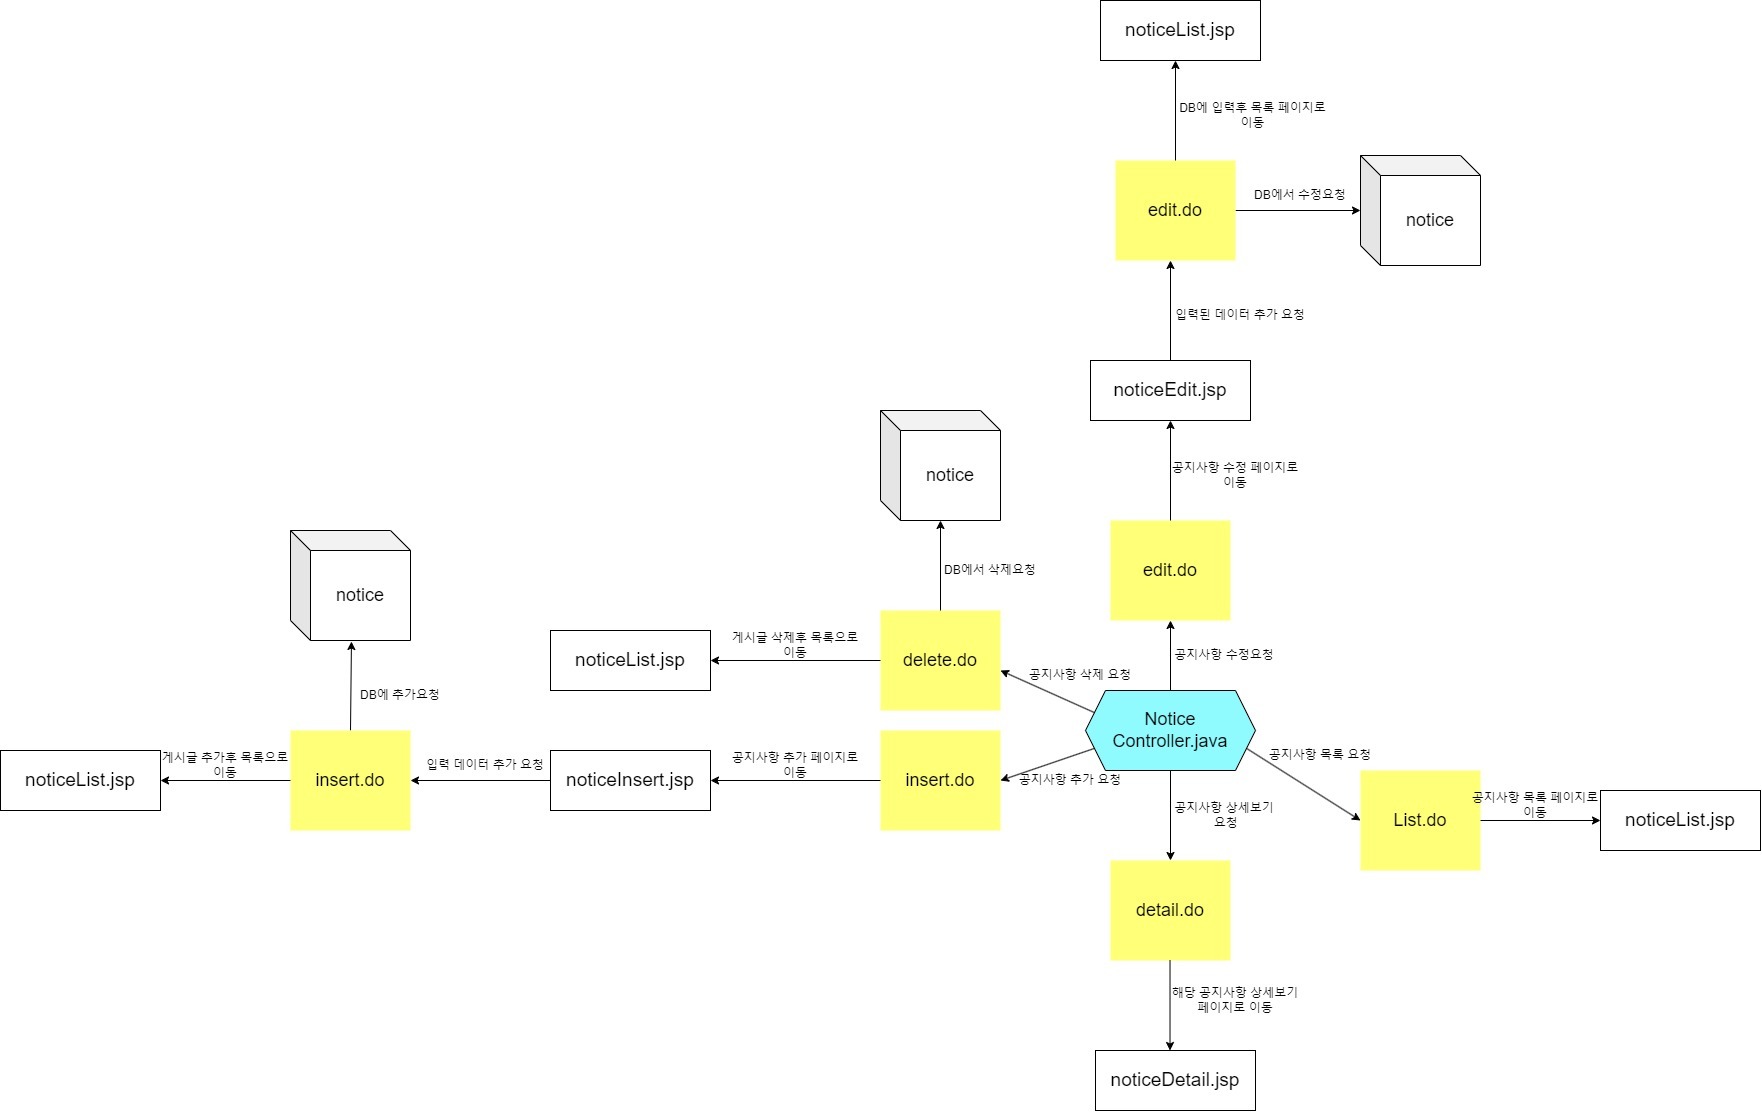 noticeList.jsp
DB에 입력후 목록 페이지로
이동
edit.do
DB에서 수정요청
notice
입력된 데이터 추가 요청
noticeEdit.jsp
공지사항 수정 페이지로
이동
notice
edit.do
DB에서 삭제요청
notice
게시글 삭제후 목록으로
이동
noticeList.jsp
delete.do
공지사항 삭제 요청
공지사항 수정요청
DB에 추가요청
Notice
Controller.java
noticeList.jsp
게시글 추가후 목록으로
이동
insert.do
입력 데이터 추가 요청
noticeInsert.jsp
공지사항 추가 페이지로
이동
insert.do
공지사항 추가 요청
공지사항 목록 요청
공지사항 상세보기
요청
List.do
공지사항 목록 페이지로
이동
noticeList.jsp
detail.do
해당 공지사항 상세보기
페이지로 이동
noticeDetail.jsp